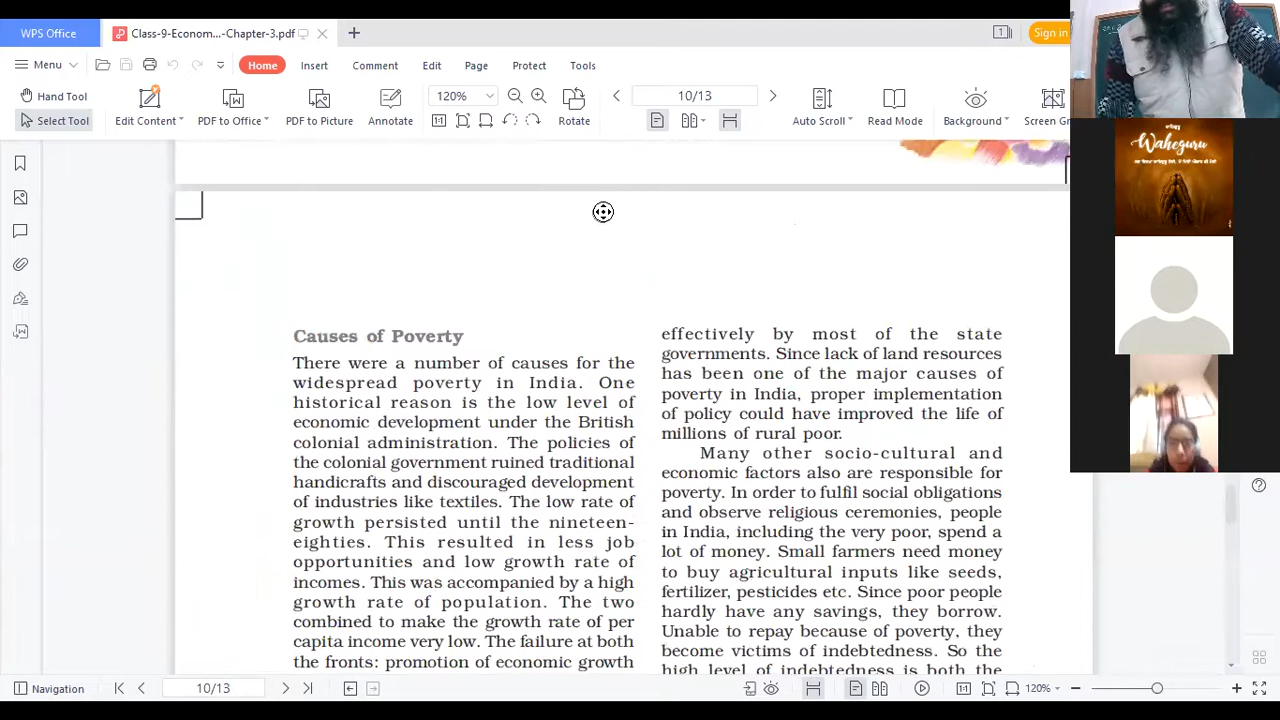 WPS Office
Class-9-Econom...-Chapter-3.pdf
1
Sign in
Menu
Home
Insert
Comment
Edit
Page
Protect
Tools
Hand Tool
Select Tool
Edit Content
PDF to Office
PDF to Picture
Annotate
120%
Rotate
10/13
Auto Scroll
Read Mode
Background
Screen Gr
Waheguru
Causes of Poverty
There were a number of causes for the
widespread poverty in India. One
historical reason is the low level of
economic development under the British
colonial administration. The policies of
the colonial government ruined traditional
handicrafts and discouraged development
of industries like textiles. The low rate of
growth persisted until the nineteen-
eighties. This resulted in less job
opportunities and low growth rate of
incomes. This was accompanied by a high
growth rate of population. The two
combined to make the growth rate of per
capita income very low. The failure at both
the fronts: promotion of economic growth
effectively by most of the state
governments. Since lack of land resources
has been one of the major causes of
poverty in India, proper implementation
of policy could have improved the life of
millions of rural poor.
Many other socio-cultural and
economic factors also are responsible for
poverty. In order to fulfil social obligations
and observe religious ceremonies, people
in India, including the very poor, spend a
lot of money. Small farmers need money
to buy agricultural inputs like seeds,
fertilizer, pesticides etc. Since poor people
hardly have any savings, they borrow.
Unable to repay because of poverty, they
become victims of indebtedness. So the
high level of indebtedness is both the
Navigation
10/13
120%